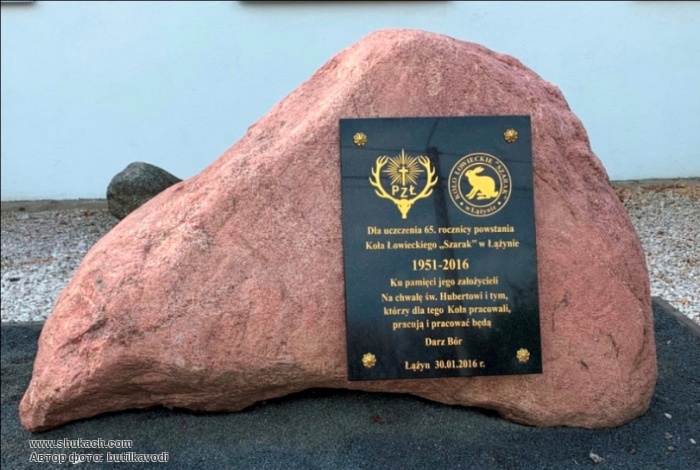 PZŁ
KOŁO ŁOWIECKIE "SZARAK"
w Łążynie
Dla uczczenia 65. rocznicy powstania
Koła Łowieckiego „Szarak" w Łążynie
1951-2016
Ku pamięci jego założycieli
Na chwałę św. Hubertowi i tym,
którzy dla tego Koła pracowali,
pracują i pracować będą
Darz Bór
Łążyn 30.01.2016 r.
www.shukach.com
Автор фото: butilkavodi